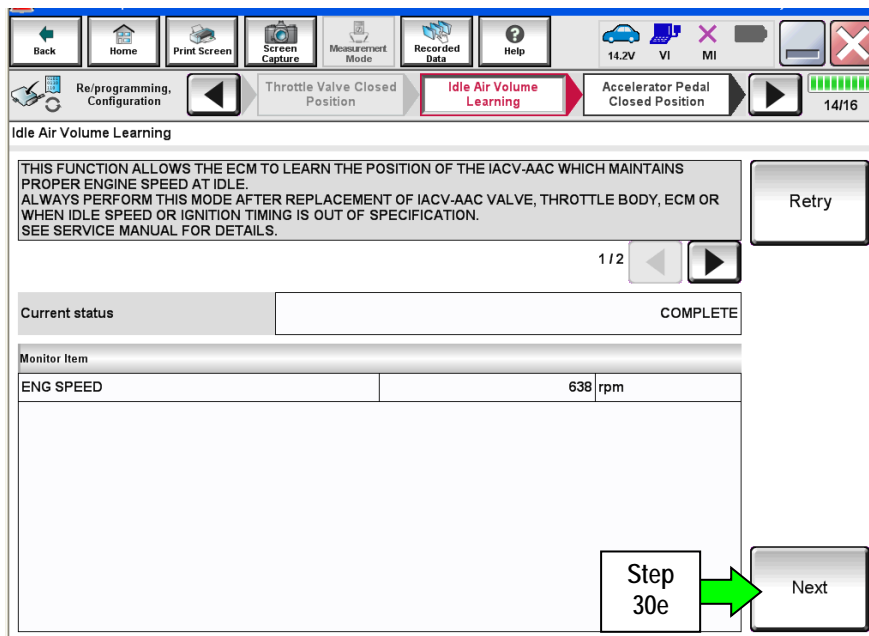 Back
Home
Print Screen
Screen
Capture
Measurement
Mode
Recorded
Data
Help
14.2V
VI
MI
Re/programming,
Configuration
Throttle Valve Closed
Position
Idle Air Volume
Learning
Accelerator Pedal
Closed Position
14/16
Idle Air Volume Learning
THIS FUNCTION ALLOWS THE ECM TO LEARN THE POSITION OF THE IACV-AAC WHICH MAINTAINS
PROPER ENGINE SPEED AT IDLE.
ALWAYS PERFORM THIS MODE AFTER REPLACEMENT OF IACV-AAC VALVE, THROTTLE BODY, ECM OR
WHEN IDLE SPEED OR IGNITION TIMING IS OUT OF SPECIFICATION.
SEE SERVICE MANUAL FOR DETAILS.
Retry
1/2
Current status
COMPLETE
Monitor Item
ENG SPEED
638 rpm
Step
30e
Next